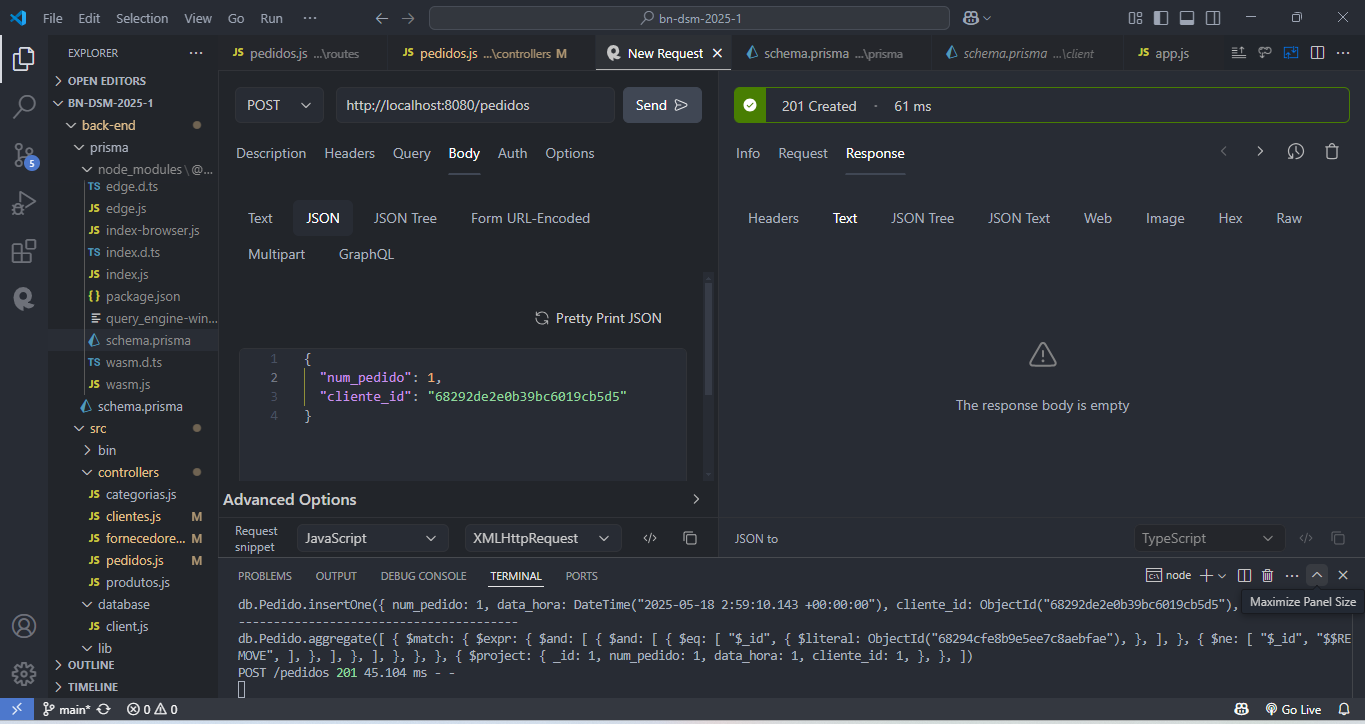 File Edit Selection View Go Run ··· bn-dsm-2025-1
EXPLORER ···
OPEN EDITORS
BN-DSM-2025-1
back-end
prisma
node_modules \ @...
TS edge.d.ts
JS edge.js
JS index-browser.js
TS index.d.ts
JS index.js
{} package.json
query_engine-win...
schema.prisma
TS wasm.d.ts
JS wasm.js
schema.prisma
src
bin
controllers
JS categorias.js
JS clientes.js M
JS fornecedore... M
JS pedidos.js M
JS produtos.js
database
JS client.js
lib
OUTLINE
TIMELINE
5
JS pedidos.js ...\routes
JS pedidos.js ...\controllers M
New Request
schema.prisma ...\prisma
schema.prisma ...\client
JS app.js
POST http://localhost:8080/pedidos Send
Description Headers Query Body Auth Options
Text JSON JSON Tree Form URL-Encoded
Multipart GraphQL
Pretty Print JSON
1 {
2 "num_pedido": 1,
3 "cliente_id": "68292de2e0b39bc6019cb5d5"
4 }
Advanced Options
Request snippet JavaScript XMLHttpRequest
201 Created · 61 ms
Info Request Response
Headers Text JSON Tree JSON Text Web Image Hex Raw
The response body is empty
JSON to TypeScript
PROBLEMS OUTPUT DEBUG CONSOLE TERMINAL PORTS
node
Maximize Panel Size
db.Pedido.insertOne({ num_pedido: 1, data_hora: DateTime("2025-05-18 2:59:10.143 +00:00:00"), cliente_id: ObjectId("68292de2e0b39bc6019cb5d5"),
----------------------------------------
db.Pedido.aggregate([ { $match: { $expr: { $and: [ { $and: [ { $eq: [ "$_id", { $literal: ObjectId("68294cfe8b9e5ee7c8aebfae"), }, ], }, { $ne: [ "$_id", "$$RE
MOVE", ], }, ], }, ], }, }, }, { $project: { _id: 1, num_pedido: 1, data_hora: 1, cliente_id: 1, }, }, ])
POST /pedidos 201 45.104 ms - -
main* 0 0 Go Live